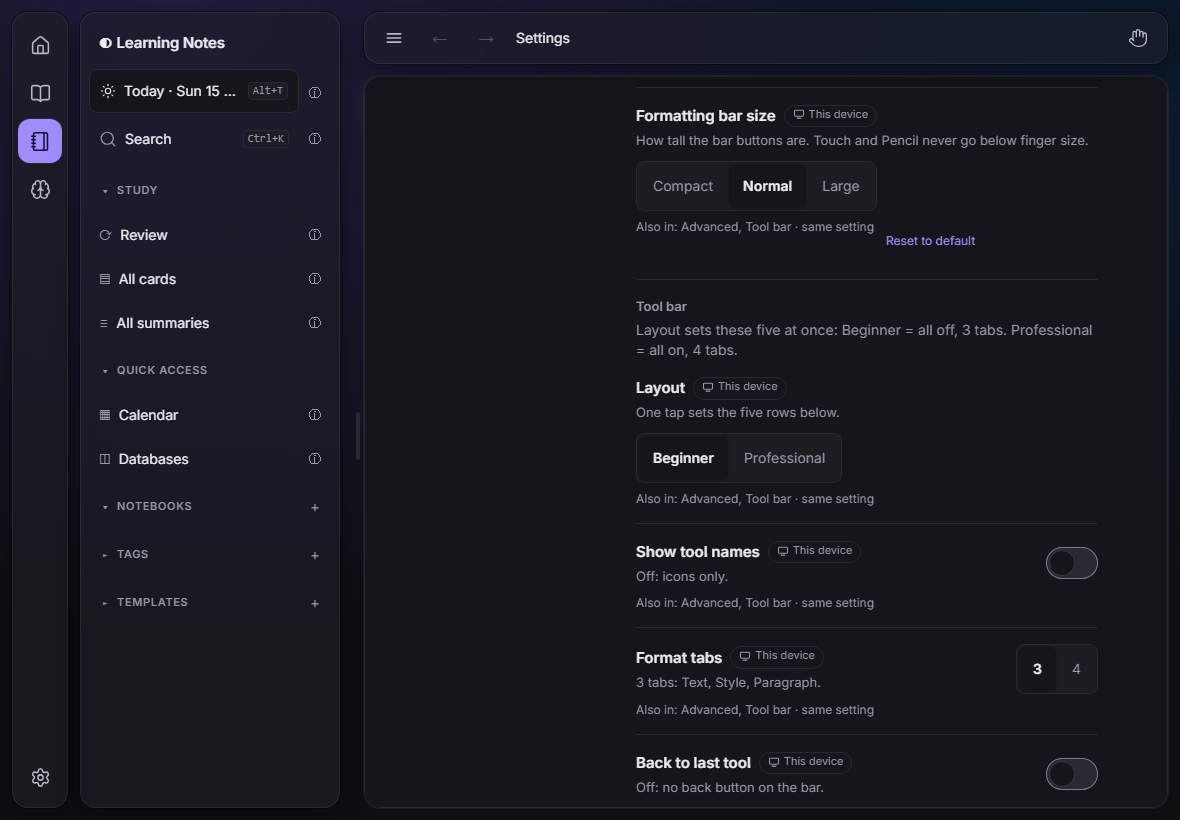 Learning Notes
Today · Sun 15 ...
Alt+T
Search
Ctrl+K
STUDY
Review
All cards
All summaries
QUICK ACCESS
Calendar
Databases
NOTEBOOKS
TAGS
TEMPLATES
Settings
Formatting bar size
This device
How tall the bar buttons are. Touch and Pencil never go below finger size.
Compact
Normal
Large
Also in: Advanced, Tool bar · same setting
Reset to default
Tool bar
Layout sets these five at once: Beginner = all off, 3 tabs. Professional
= all on, 4 tabs.
Layout
This device
One tap sets the five rows below.
Beginner
Professional
Also in: Advanced, Tool bar · same setting
Show tool names
This device
Off: icons only.
Also in: Advanced, Tool bar · same setting
Format tabs
This device
3 tabs: Text, Style, Paragraph.
3
4
Also in: Advanced, Tool bar · same setting
Back to last tool
This device
Off: no back button on the bar.